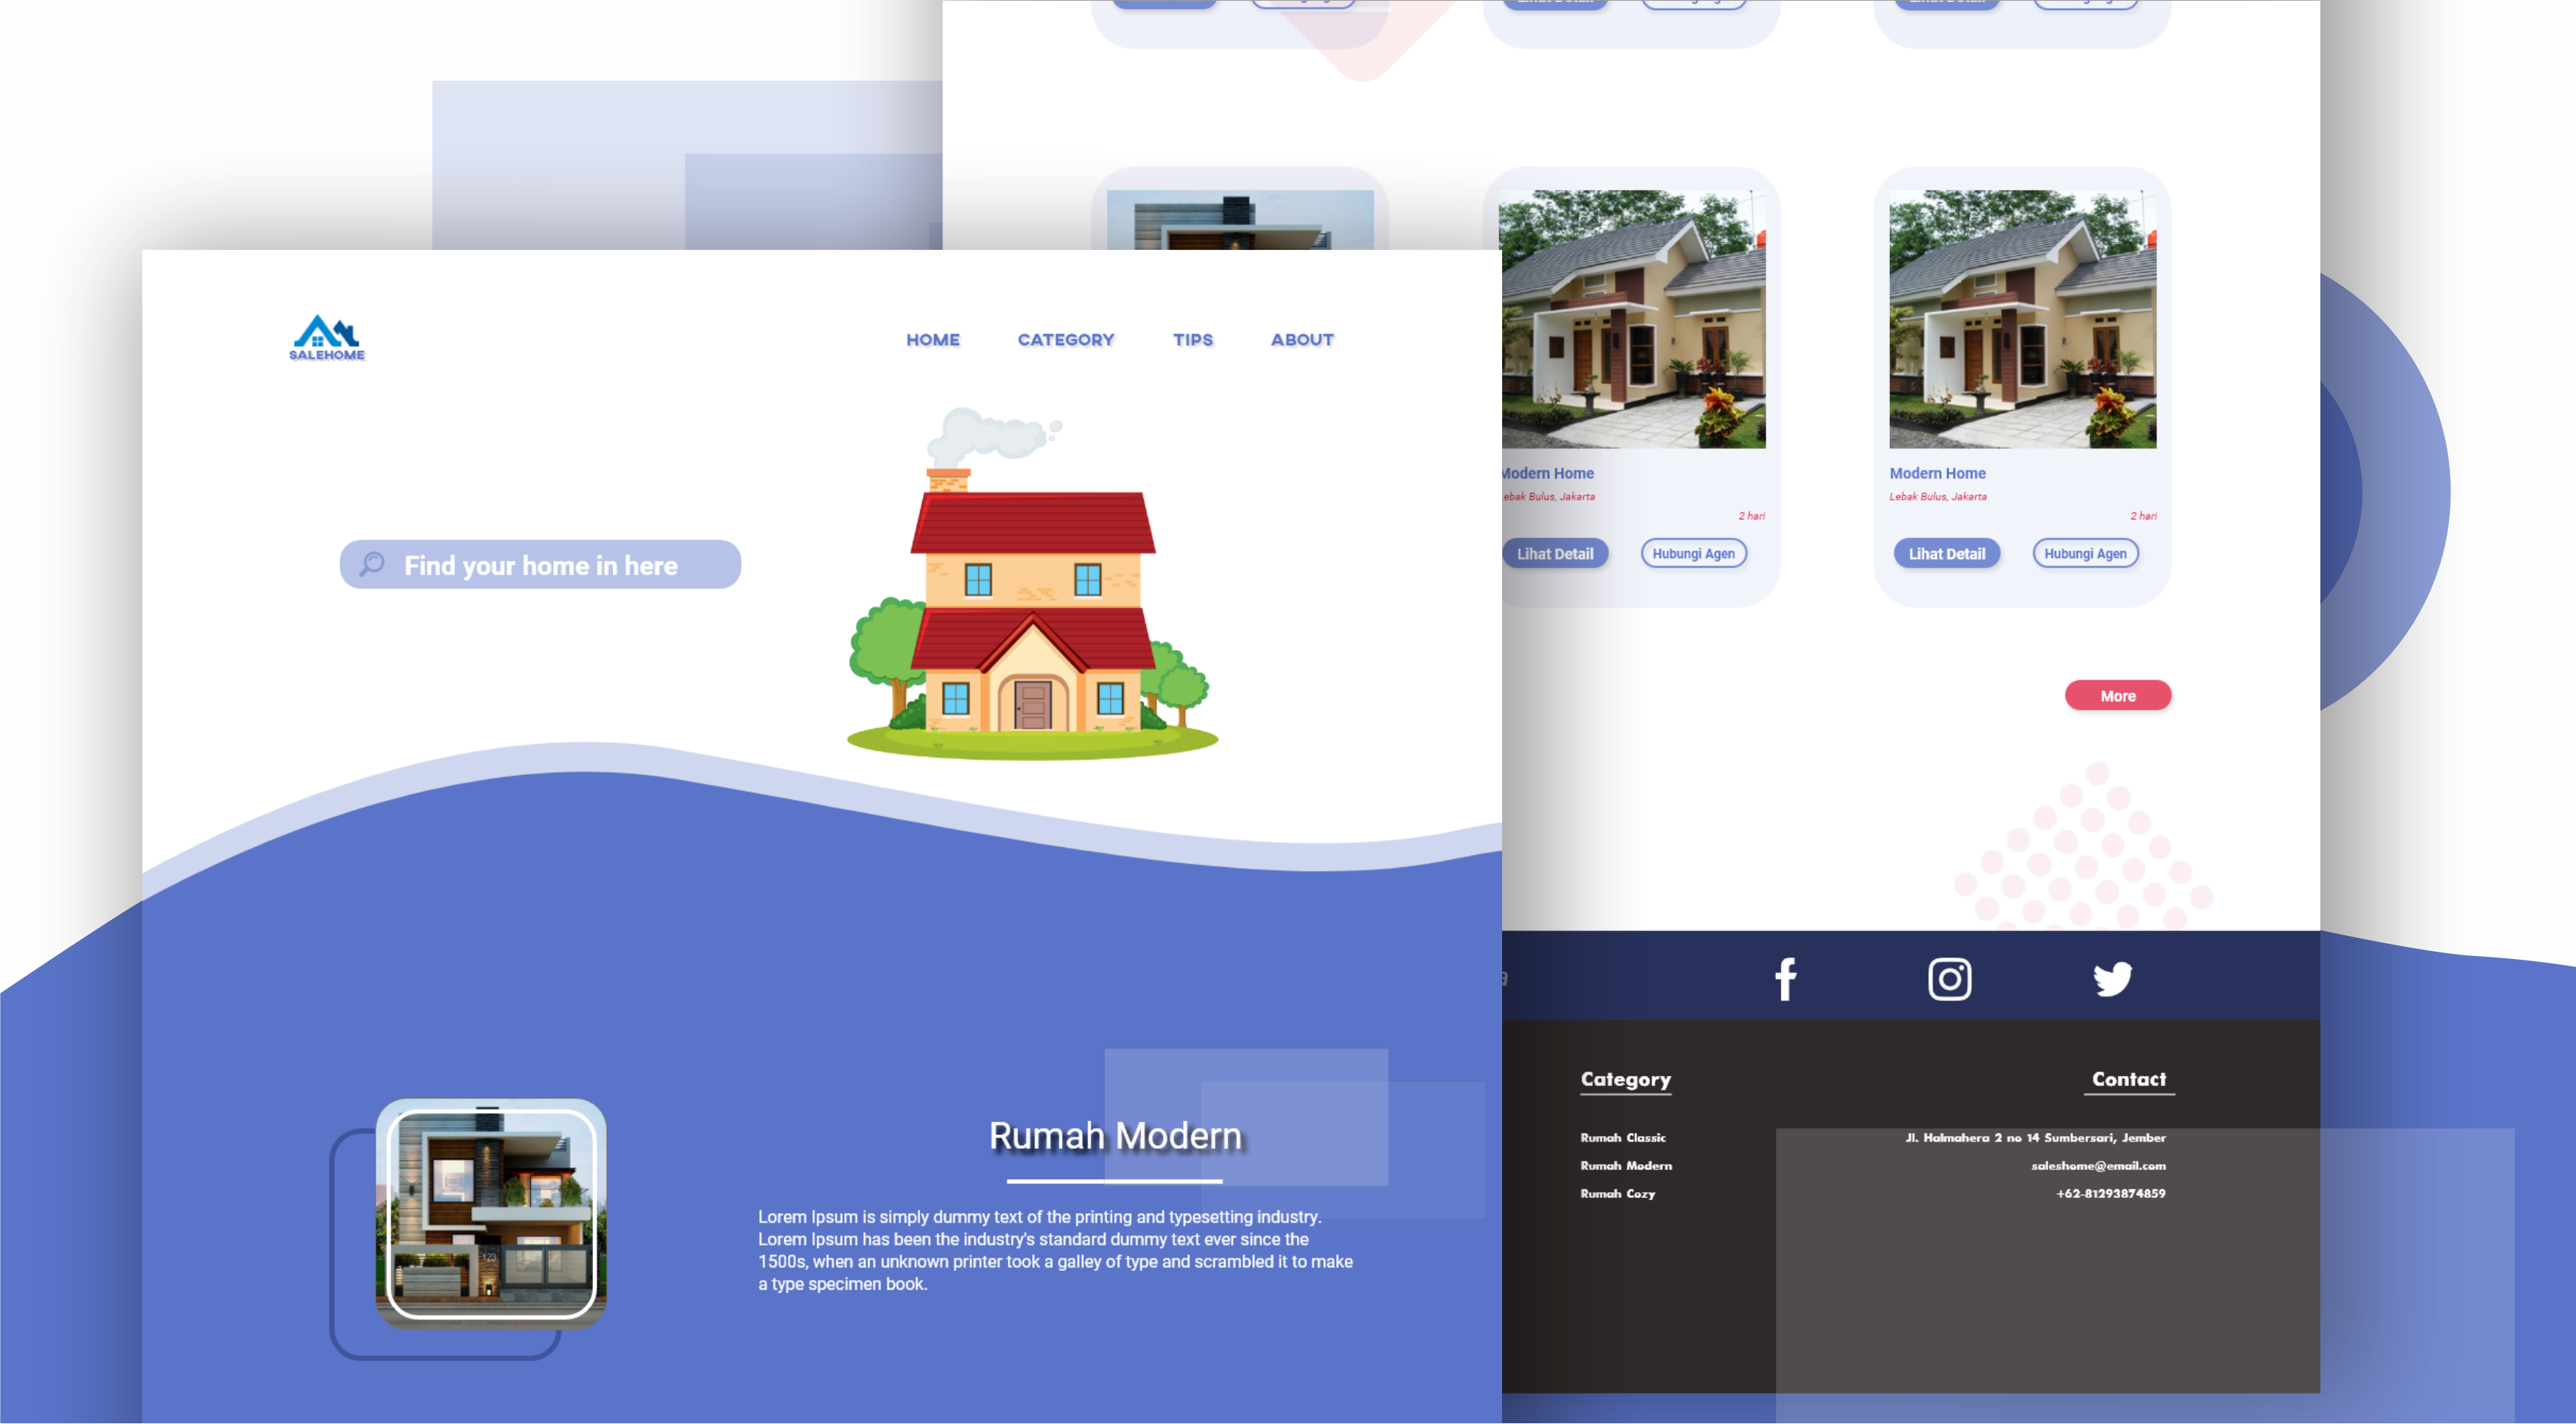 SALEHOME
HOME CATEGORY TIPS ABOUT
Find your home in here
Rumah Modern
Lorem Ipsum is simply dummy text of the printing and typesetting industry.
Lorem Ipsum has been the industry's standard dummy text ever since the
1500s, when an unknown printer took a galley of type and scrambled it to make
a type specimen book.
123
Modern Home
Lebak Bulus, Jakarta
2 hari
Lihat Detail Hubungi Agen
Modern Home
Lebak Bulus, Jakarta
2 hari
Lihat Detail Hubungi Agen
More
Category
Rumah Classic
Rumah Modern
Rumah Cozy
Contact
Jl. Halmahera 2 no 14 Sumbersari, Jember
saleshome@email.com
+62-81293874859